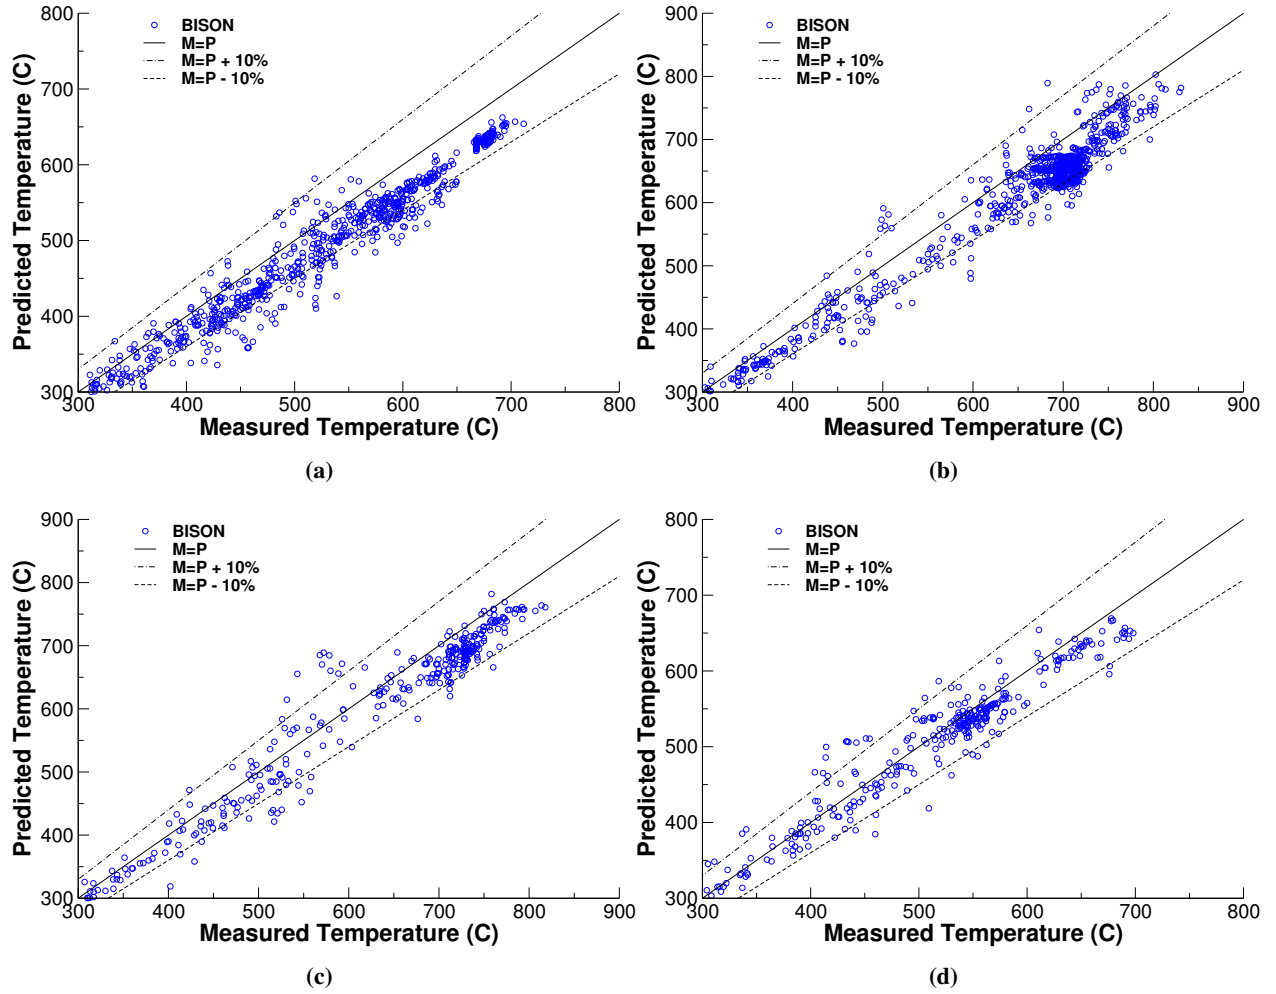 BISON
M=P
M=P + 10%
M=P - 10%
800
700
600
500
400
300
300 400 500 600 700 800
Predicted Temperature (C)
Measured Temperature (C)
(a)
BISON
M=P
M=P + 10%
M=P - 10%
900
800
700
600
500
400
300
300 400 500 600 700 800 900
Predicted Temperature (C)
Measured Temperature (C)
(b)
BISON
M=P
M=P + 10%
M=P - 10%
900
800
700
600
500
400
300
300 400 500 600 700 800 900
Predicted Temperature (C)
Measured Temperature (C)
(c)
BISON
M=P
M=P + 10%
M=P - 10%
800
700
600
500
400
300
300 400 500 600 700 800
Predicted Temperature (C)
Measured Temperature (C)
(d)